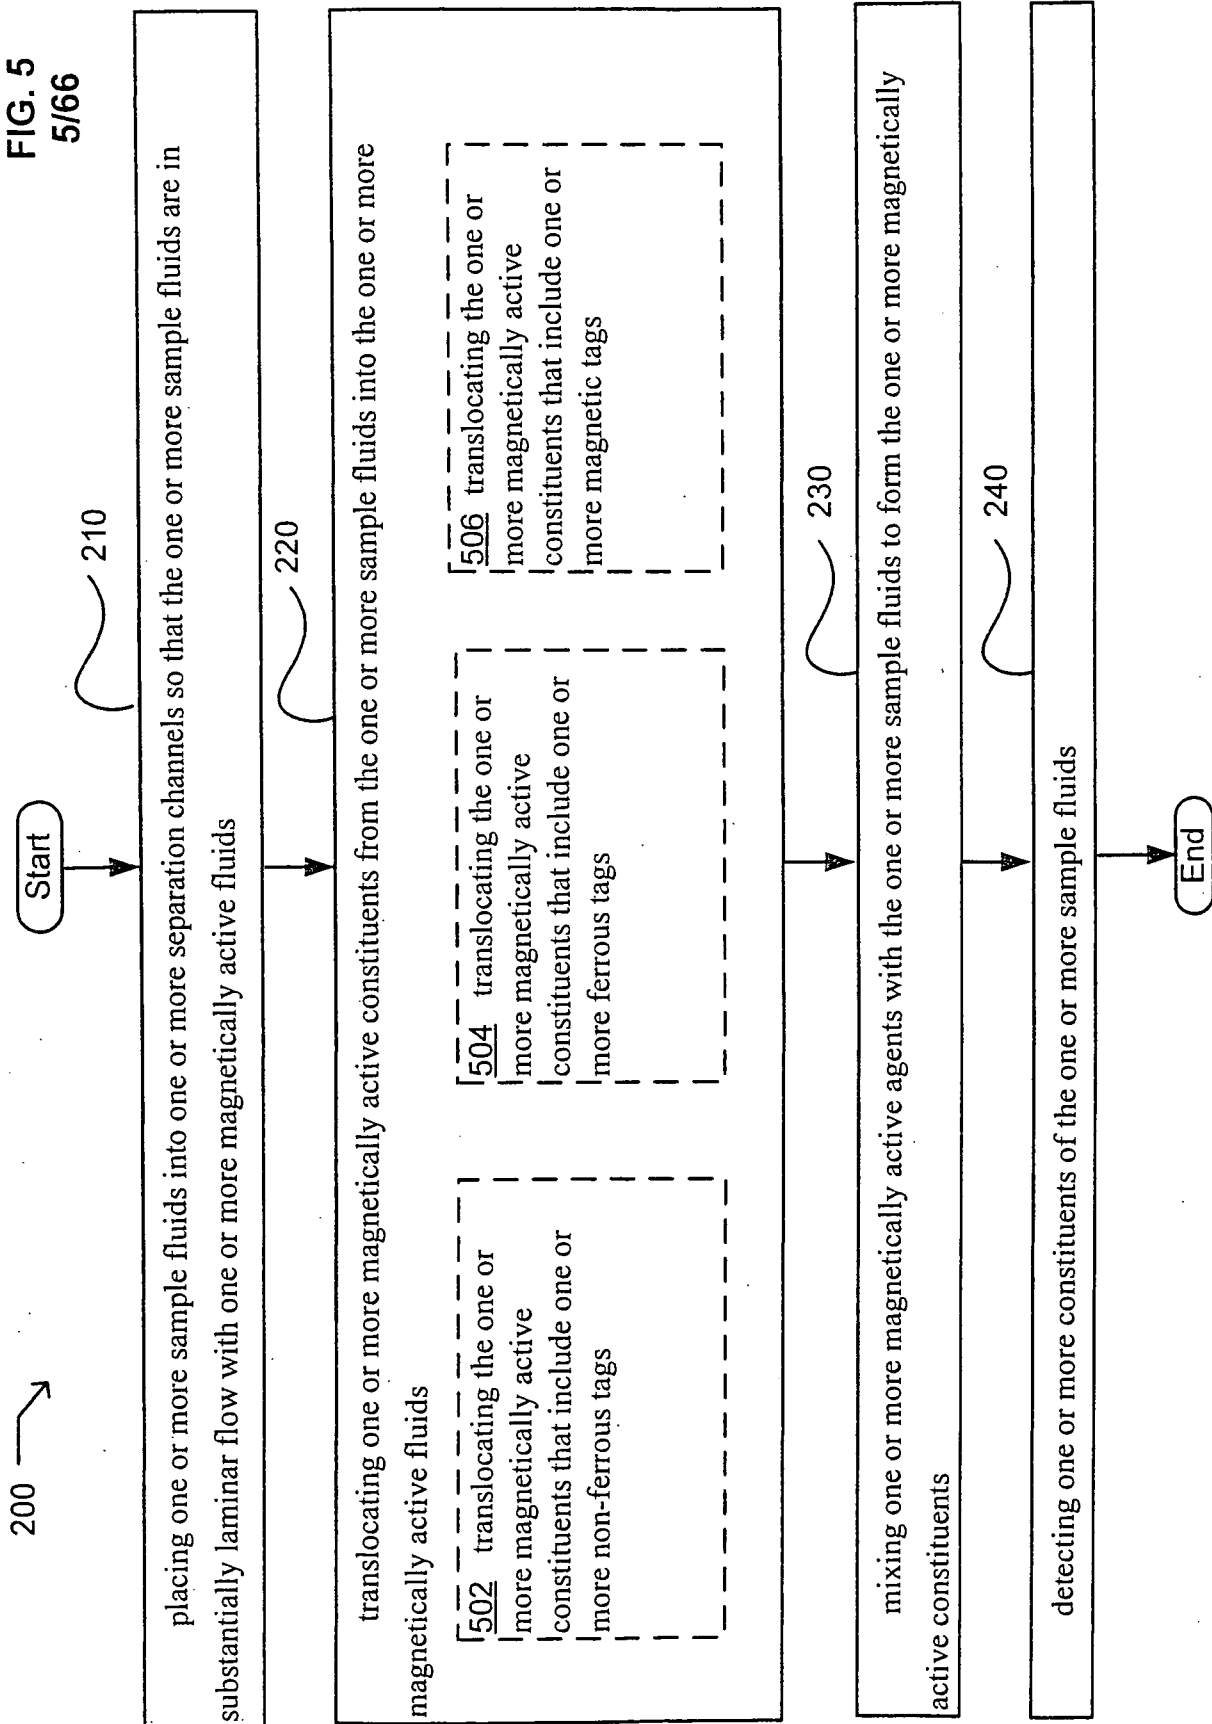 FIG. 5
5/66
200
Start
210
placing one or more sample fluids into one or more separation channels so that the one or more sample fluids are in
substantially laminar flow with one or more magnetically active fluids
220
translocating one or more magnetically active constituents from the one or more sample fluids into the one or more
magnetically active fluids
502 translocating the one or
more magnetically active
constituents that include one or
more non-ferrous tags
504 translocating the one or
more magnetically active
constituents that include one or
more ferrous tags
506 translocating the one or
more magnetically active
constituents that include one or
more magnetic tags
230
mixing one or more magnetically active agents with the one or more sample fluids to form the one or more magnetically
active constituents
240
detecting one or more constituents of the one or more sample fluids
End